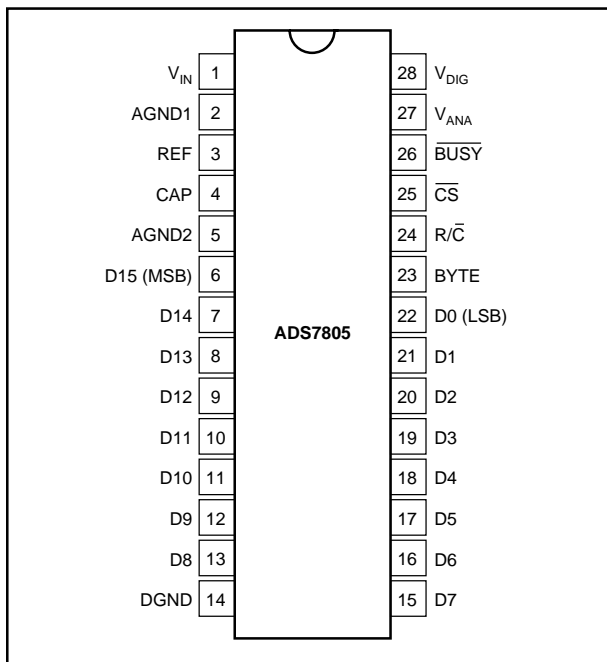 V_IN 1 28 V_DIG
AGND1 2 27 V_ANA
REF 3 26 B̅U̅S̅Y̅
CAP 4 25 C̅S̅
AGND2 5 24 R/C̅
D15 (MSB) 6 23 BYTE
D14 7 22 D0 (LSB)
ADS7805
D13 8 21 D1
D12 9 20 D2
D11 10 19 D3
D10 11 18 D4
D9 12 17 D5
D8 13 16 D6
DGND 14 15 D7